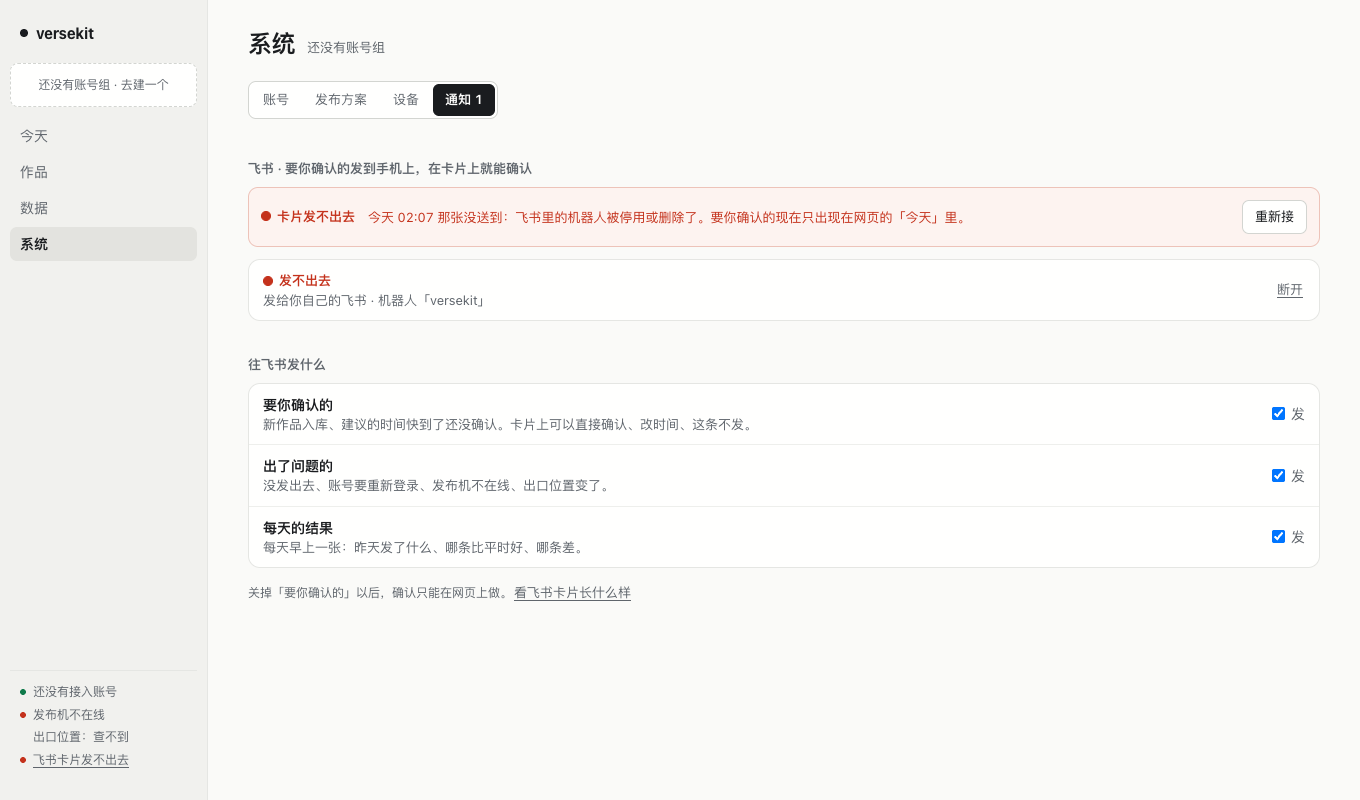 versekit
还没有账号组 · 去建一个
今天
作品
数据
系统
还没有接入账号
发布机不在线
出口位置：查不到
飞书卡片发不出去
系统 还没有账号组
账号 发布方案 设备 通知 1
飞书 · 要你确认的发到手机上，在卡片上就能确认
卡片发不出去 今天 02:07 那张没送到：飞书里的机器人被停用或删除了。要你确认的现在只出现在网页的「今天」里。 重新接
发不出去
发给你自己的飞书 · 机器人「versekit」
断开
往飞书发什么
要你确认的
新作品入库、建议的时间快到了还没确认。卡片上可以直接确认、改时间、这条不发。
发
出了问题的
没发出去、账号要重新登录、发布机不在线、出口位置变了。
发
每天的结果
每天早上一张：昨天发了什么、哪条比平时好、哪条差。
发
关掉「要你确认的」以后，确认只能在网页上做。看飞书卡片长什么样